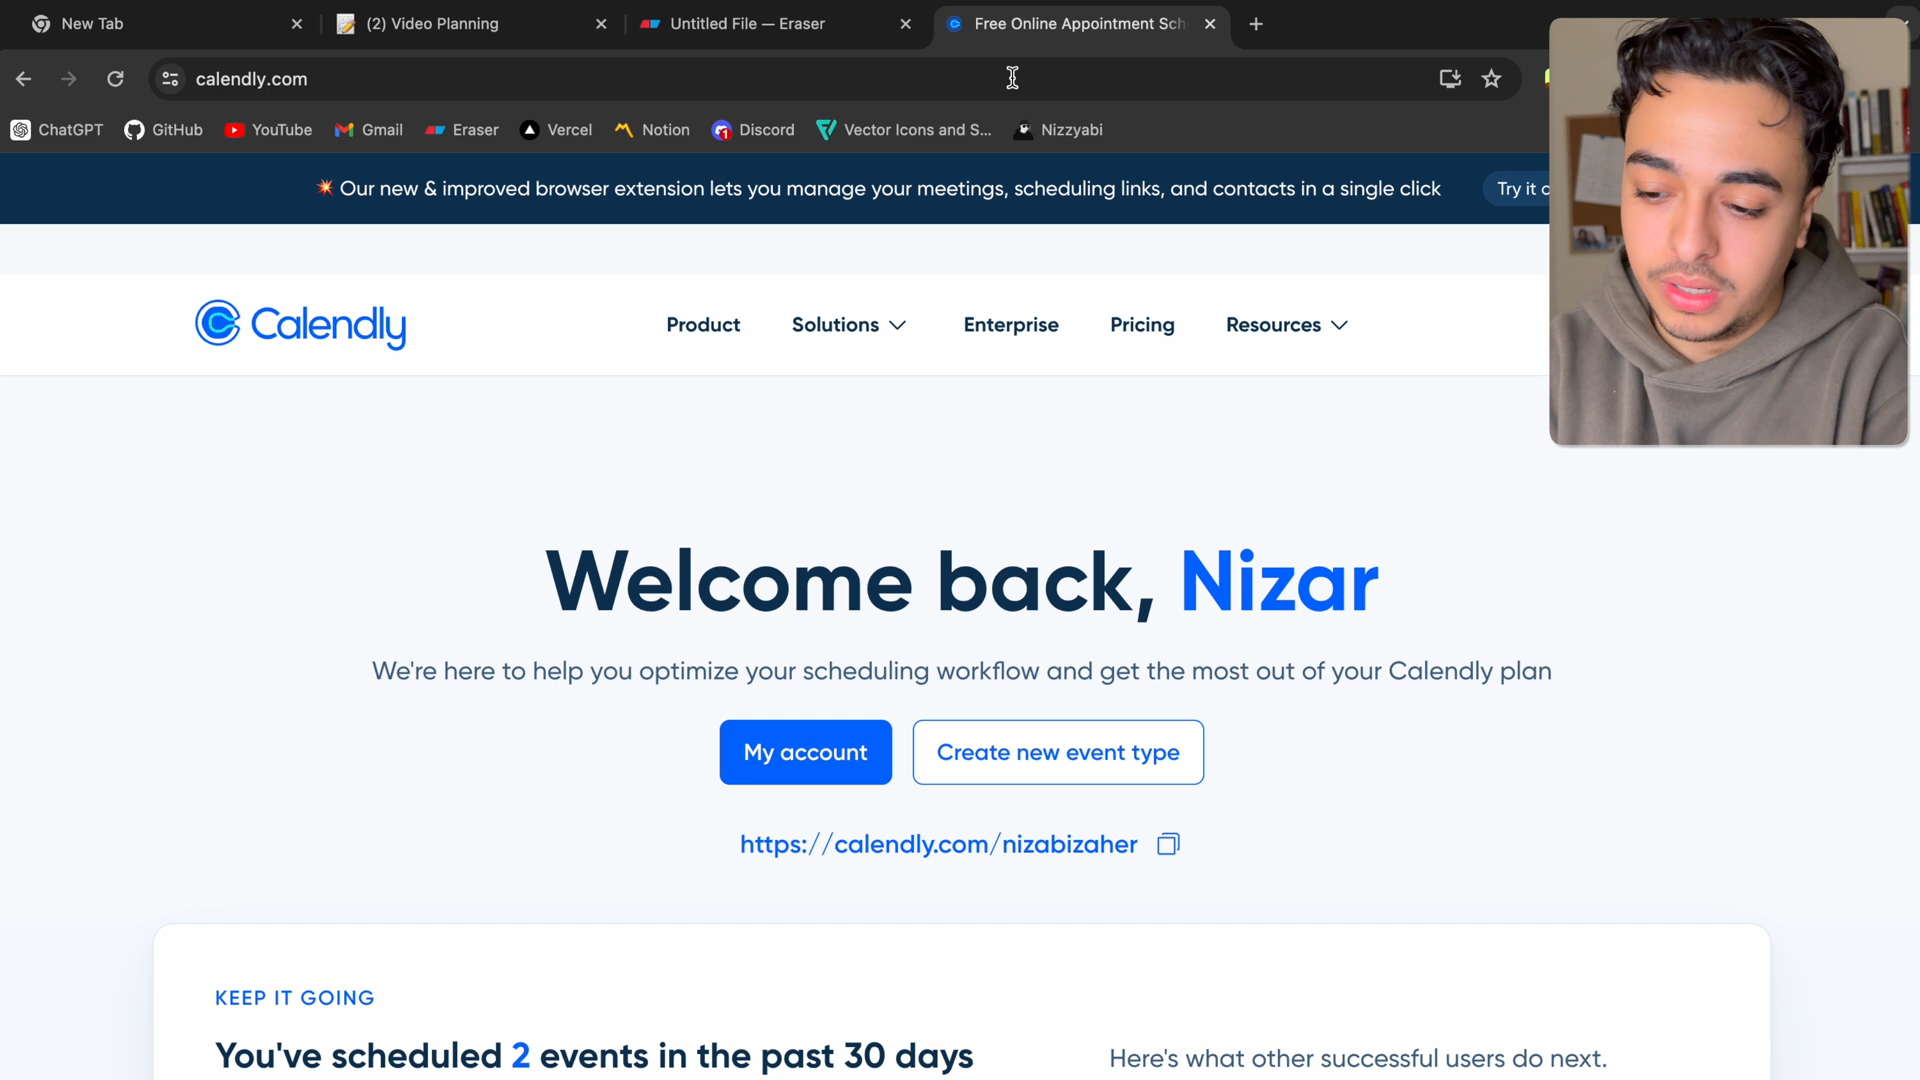 New Tab
(2) Video Planning
Untitled File — Eraser
Free Online Appointment Sch
calendly.com
ChatGPT
GitHub
YouTube
Gmail
Eraser
Vercel
Notion
Discord
Vector Icons and S...
Nizzyabi
💥 Our new & improved browser extension lets you manage your meetings, scheduling links, and contacts in a single click
Try it
Calendly
Product
Solutions
Enterprise
Pricing
Resources
Welcome back, Nizar
We're here to help you optimize your scheduling workflow and get the most out of your Calendly plan
My account
Create new event type
https://calendly.com/nizabizaher
KEEP IT GOING
You've scheduled 2 events in the past 30 days
Here's what other successful users do next.